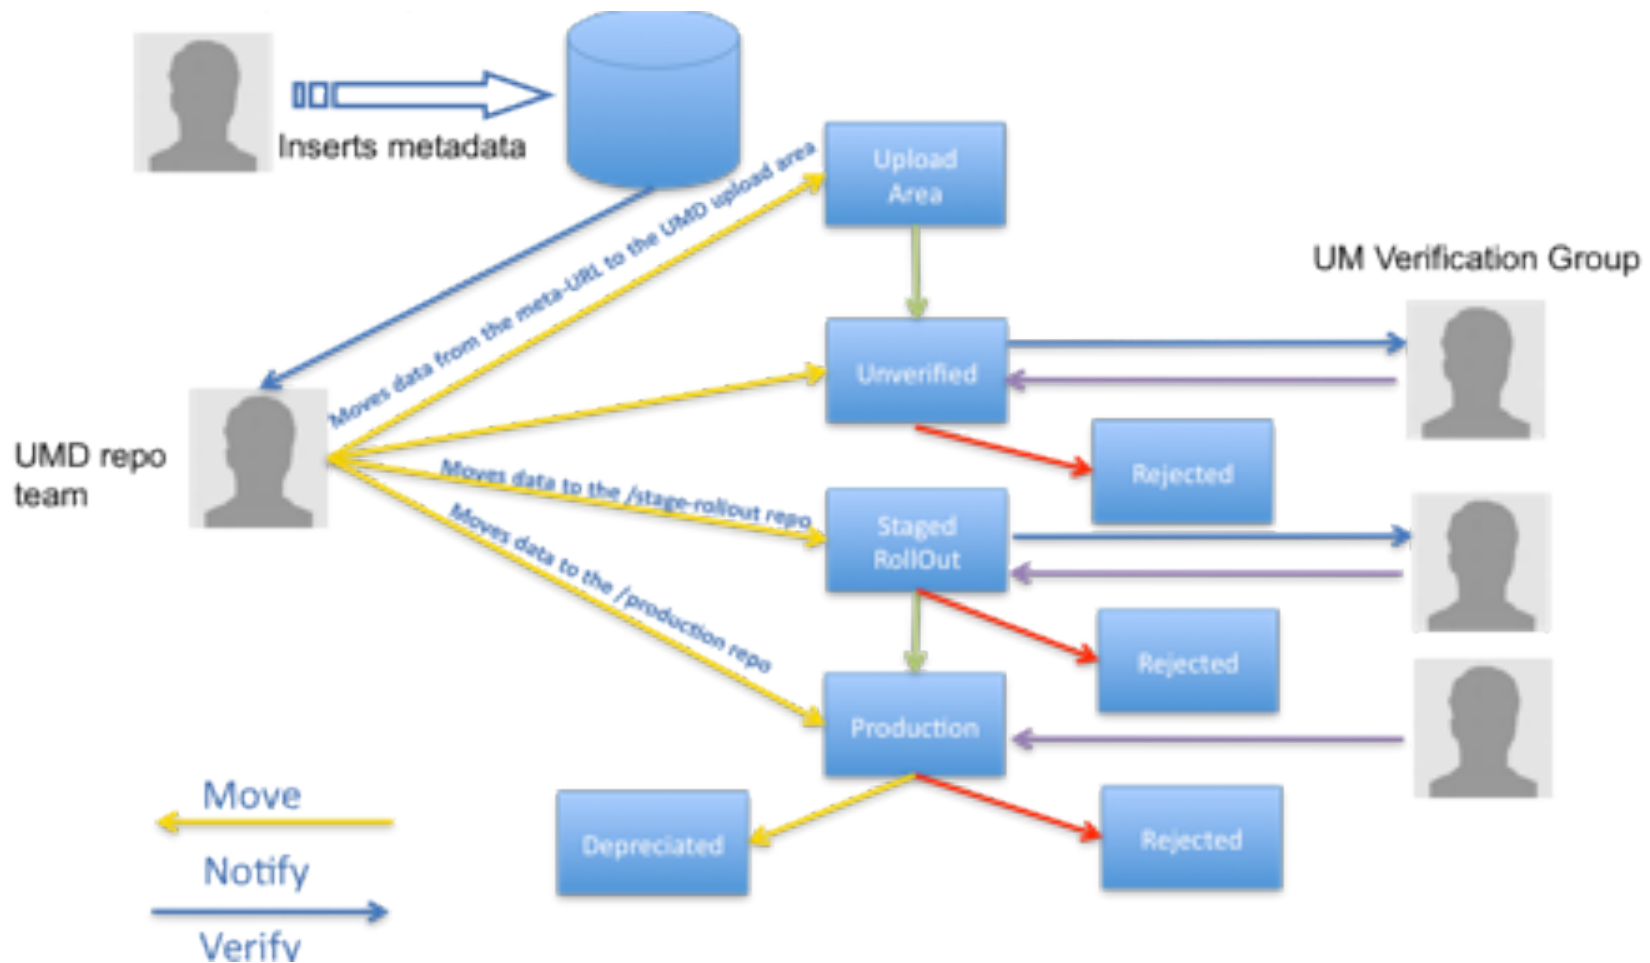 Inserts metadata
Upload
Area
Moves data from the meta-URL to the UMD upload area
UM Verification Group
Unverified
UMD repo
team
Moves data to the /stage-rollout repo
Rejected
Staged
RollOut
Moves data to the /production repo
Rejected
Production
Move
Depreciated
Rejected
Notify
Verify